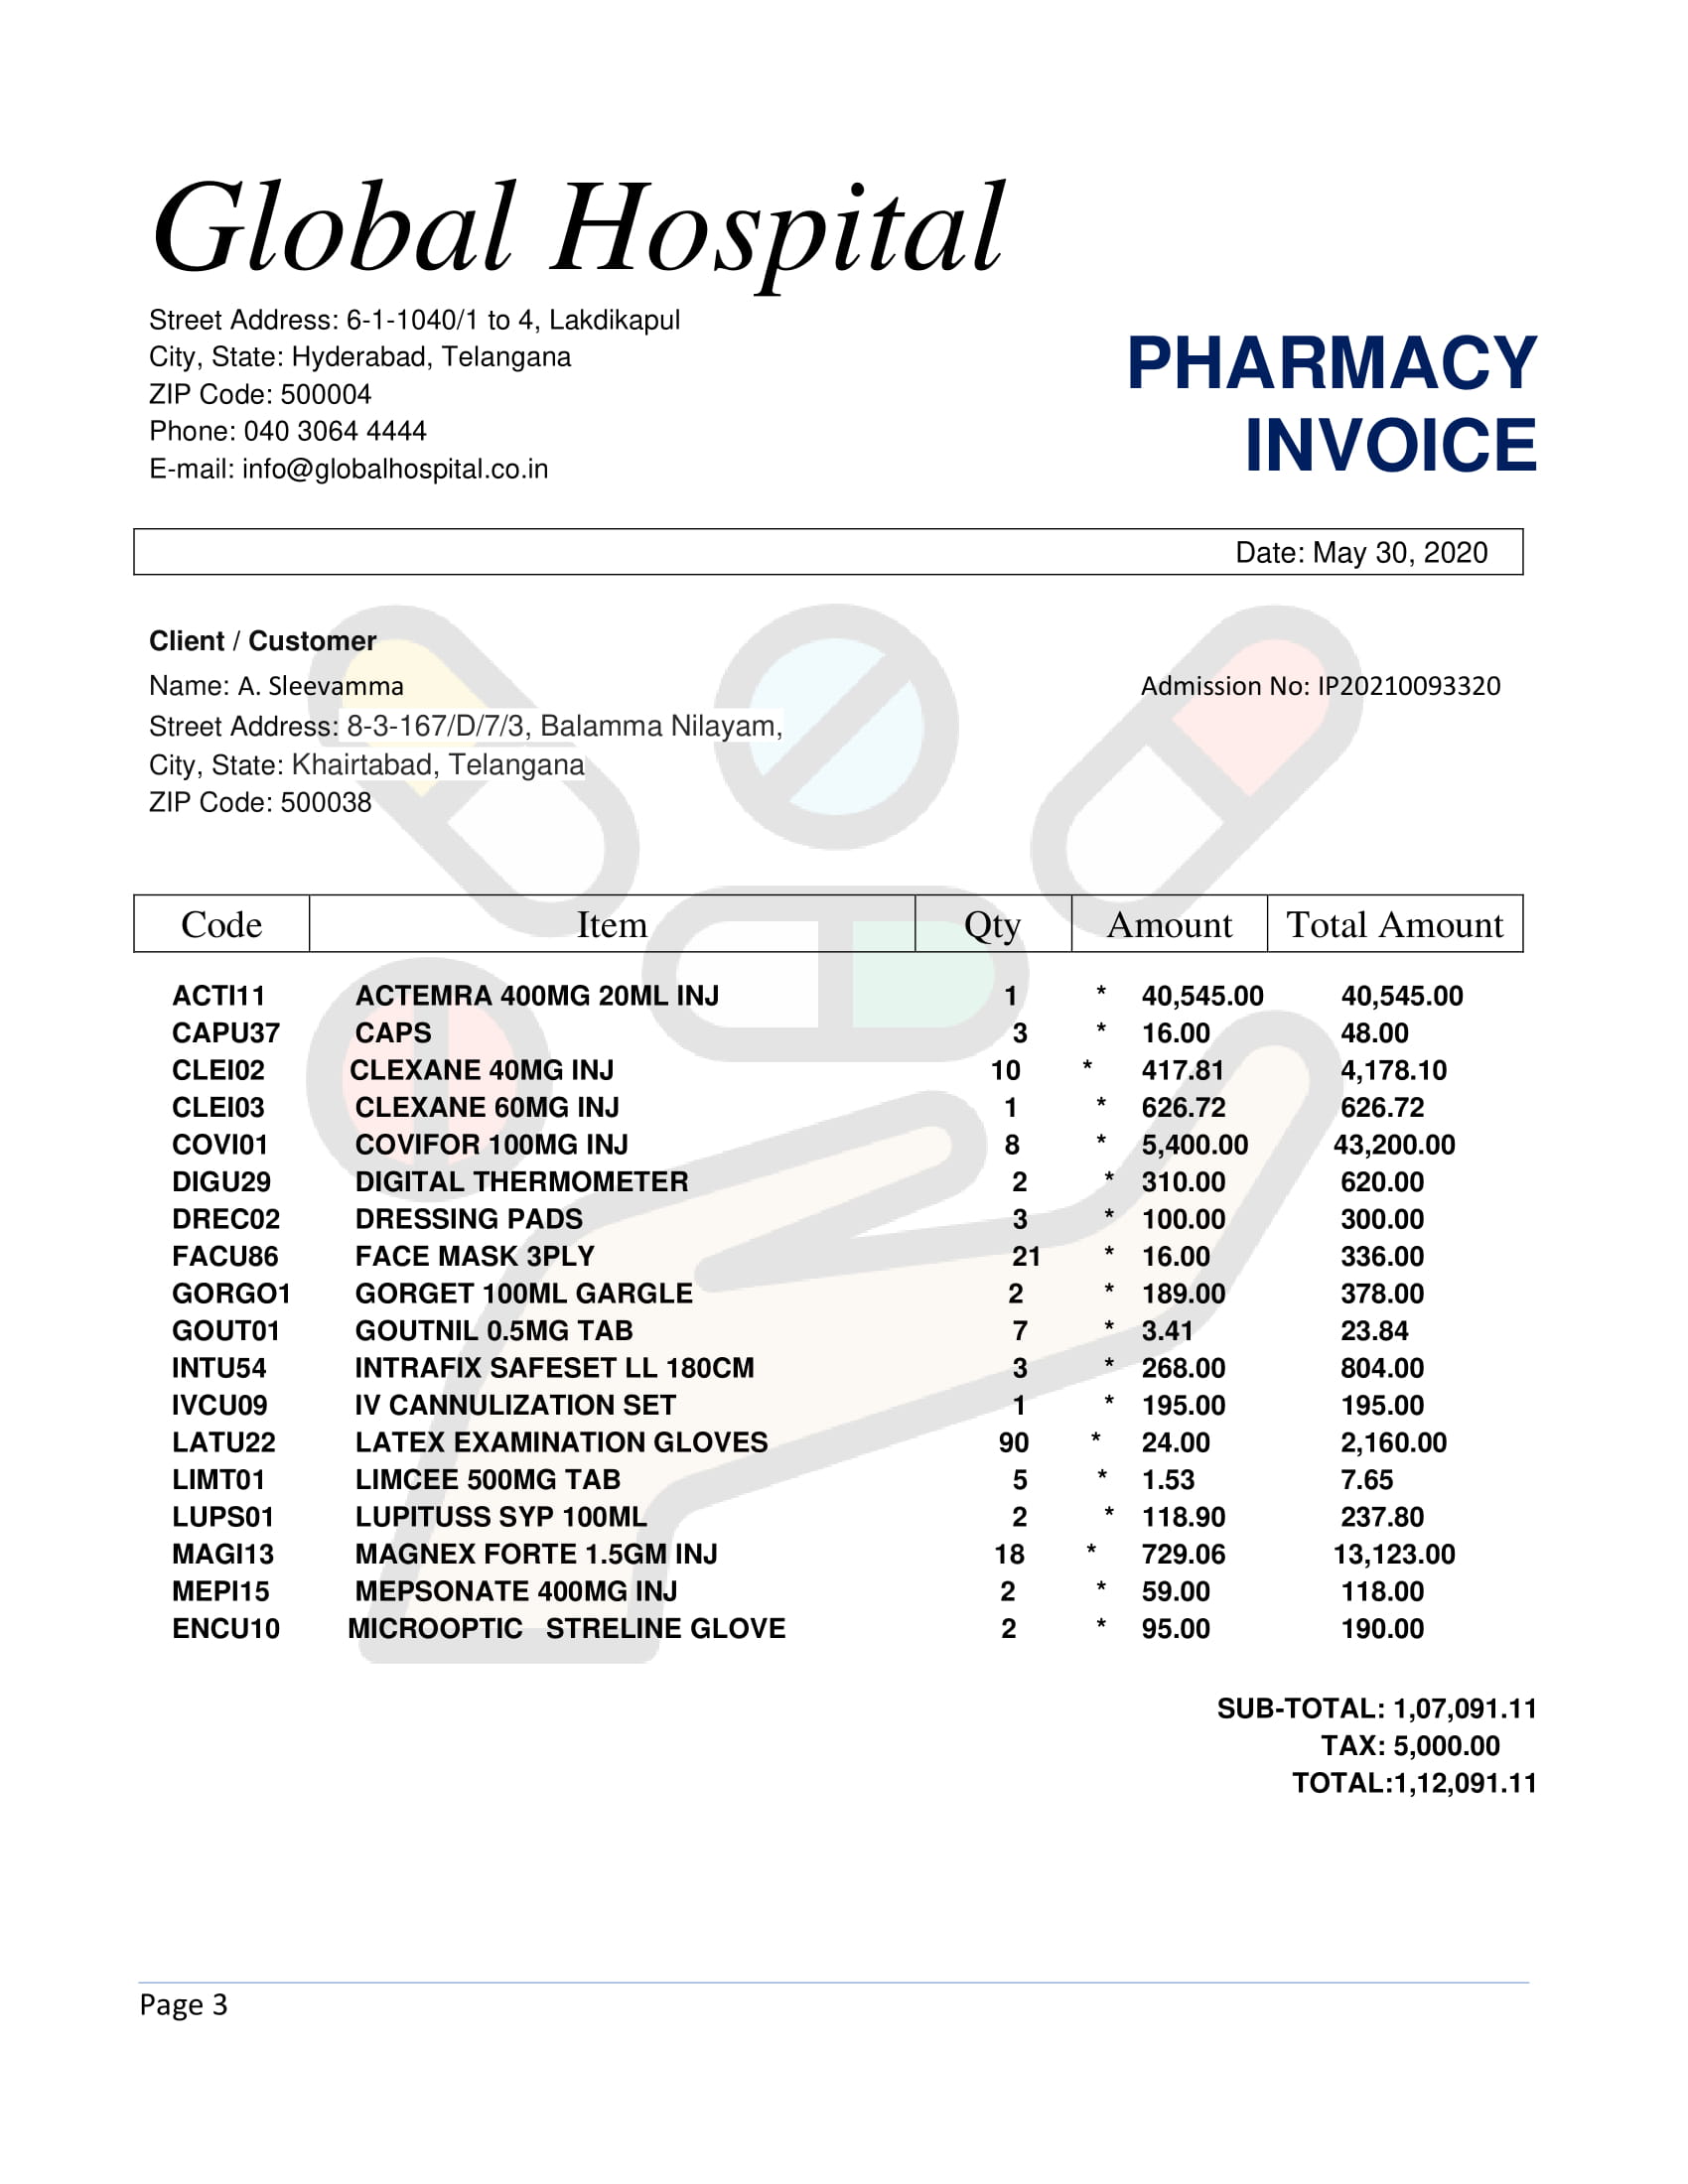 Global Hospital
Street Address: 6-1-1040/1 to 4, Lakdikapul
City, State: Hyderabad, Telangana
ZIP Code: 500004
Phone: 040 3064 4444
E-mail: info@globalhospital.co.in
PHARMACY
INVOICE
Date: May 30, 2020
Client / Customer
Name: A. Sleevamma Admission No: IP20210093320
Street Address: 8-3-167/D/7/3, Balamma Nilayam,
City, State: Khairtabad, Telangana
ZIP Code: 500038
Code Item Qty Amount Total Amount
ACTI11 ACTEMRA 400MG 20ML INJ 1 * 40,545.00 40,545.00
CAPU37 CAPS 3 * 16.00 48.00
CLEI02 CLEXANE 40MG INJ 10 * 417.81 4,178.10
CLEI03 CLEXANE 60MG INJ 1 * 626.72 626.72
COVI01 COVIFOR 100MG INJ 8 * 5,400.00 43,200.00
DIGU29 DIGITAL THERMOMETER 2 * 310.00 620.00
DREC02 DRESSING PADS 3 * 100.00 300.00
FACU86 FACE MASK 3PLY 21 * 16.00 336.00
GORGO1 GORGET 100ML GARGLE 2 * 189.00 378.00
GOUT01 GOUTNIL 0.5MG TAB 7 * 3.41 23.84
INTU54 INTRAFIX SAFESET LL 180CM 3 * 268.00 804.00
IVCU09 IV CANNULIZATION SET 1 * 195.00 195.00
LATU22 LATEX EXAMINATION GLOVES 90 * 24.00 2,160.00
LIMT01 LIMCEE 500MG TAB 5 * 1.53 7.65
LUPS01 LUPITUSS SYP 100ML 2 * 118.90 237.80
MAGI13 MAGNEX FORTE 1.5GM INJ 18 * 729.06 13,123.00
MEPI15 MEPSONATE 400MG INJ 2 * 59.00 118.00
ENCU10 MICROOPTIC STRELINE GLOVE 2 * 95.00 190.00
SUB-TOTAL: 1,07,091.11
TAX: 5,000.00
TOTAL:1,12,091.11
Page 3